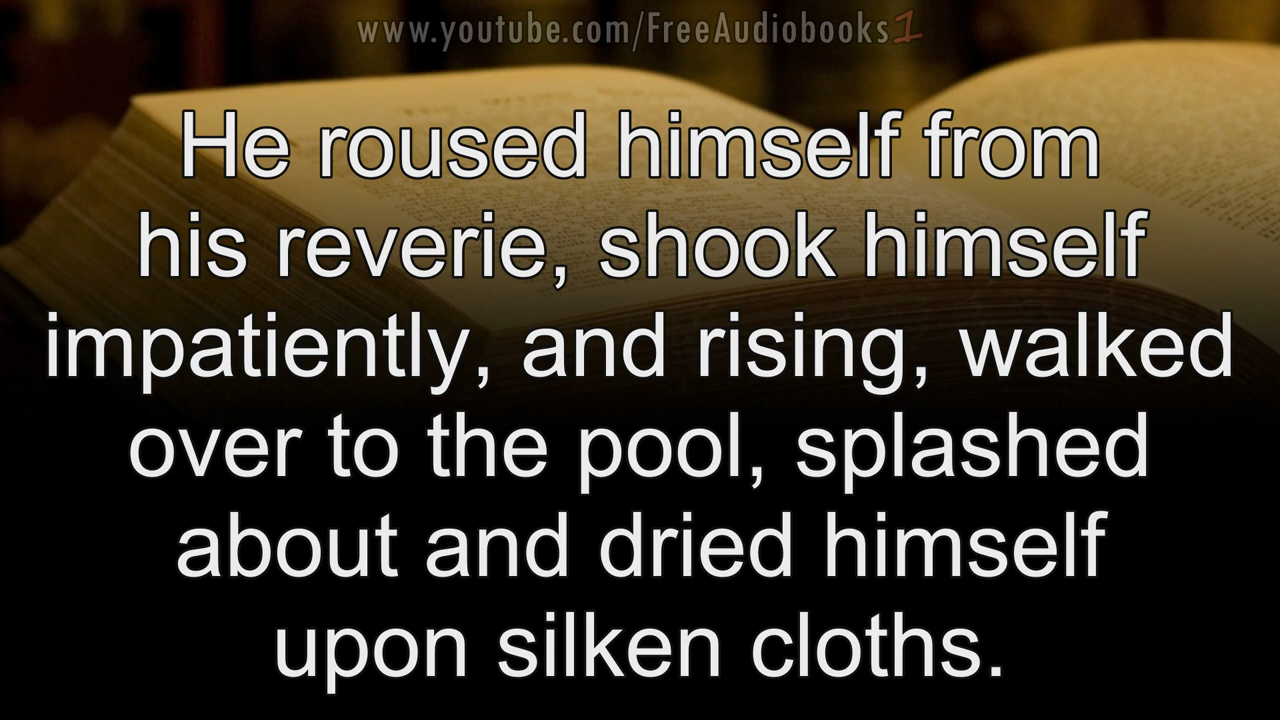 www.youtube.com/FreeAudiobooks1
He roused himself from
his reverie, shook himself
impatiently, and rising, walked
over to the pool, splashed
about and dried himself
upon silken cloths.